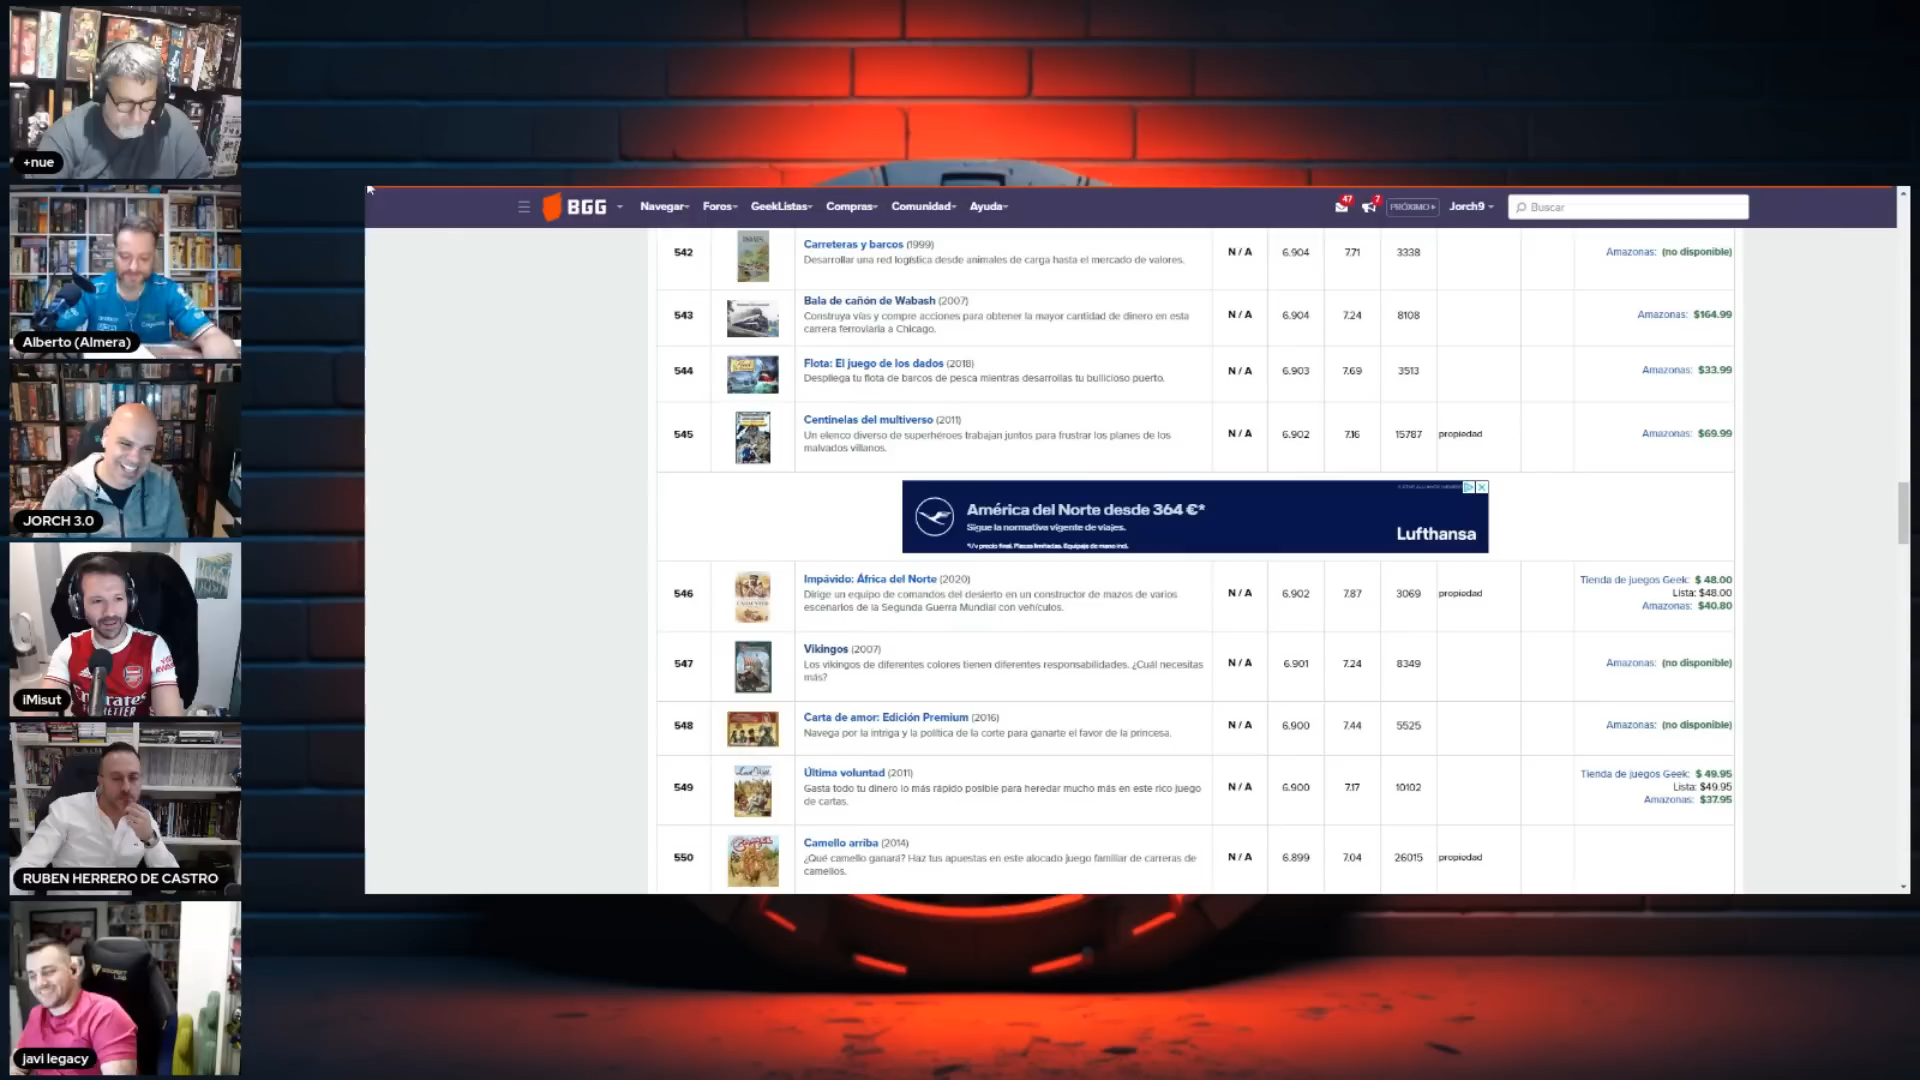 +nue
Alberto (Almera)
JORCH 3.0
iMisut
RUBEN HERRERO DE CASTRO
javi legacy
BGG
Navegar
Foros
GeekListas
Compras
Comunidad
Ayuda
47
7
PRÓXIMO
Jorch9
Buscar
542
Carreteras y barcos (1999)
Desarrollar una red logística desde animales de carga hasta el mercado de valores.
N / A
6.904
7.71
3338
Amazonas: (no disponible)
543
Bala de cañón de Wabash (2007)
Construya vías y compre acciones para obtener la mayor cantidad de dinero en esta
carrera ferroviaria a Chicago.
N / A
6.904
7.24
8108
Amazonas: $164.99
544
Flota: El juego de los dados (2018)
Despliega tu flota de barcos de pesca mientras desarrollas tu bullicioso puerto.
N / A
6.903
7.69
3513
Amazonas: $33.99
545
Centinelas del multiverso (2011)
Un elenco diverso de superhéroes trabajan juntos para frustrar los planes de los
malvados villanos.
N / A
6.902
7.16
15787
propiedad
Amazonas: $69.99
América del Norte desde 364 €*
Sigue la normativa vigente de viajes.
Lufthansa
546
Impávido: África del Norte (2020)
Dirige un equipo de comandos del desierto en un constructor de mazos de varios
escenarios de la Segunda Guerra Mundial con vehículos.
N / A
6.902
7.87
3069
propiedad
Tienda de juegos Geek: $ 48.00
Lista: $48.00
Amazonas: $40.80
547
Vikingos (2007)
Los vikingos de diferentes colores tienen diferentes responsabilidades. ¿Cuál necesitas
más?
N / A
6.901
7.24
8349
Amazonas: (no disponible)
548
Carta de amor: Edición Premium (2016)
Navega por la intriga y la política de la corte para ganarte el favor de la princesa.
N / A
6.900
7.44
5525
Amazonas: (no disponible)
549
Última voluntad (2011)
Gasta todo tu dinero lo más rápido posible para heredar mucho más en este rico juego
de cartas.
N / A
6.900
7.17
10102
Tienda de juegos Geek: $ 49.95
Lista: $49.95
Amazonas: $37.95
550
Camello arriba (2014)
¿Qué camello ganará? Haz tus apuestas en este alocado juego familiar de carreras de
camellos.
N / A
6.899
7.04
26015
propiedad